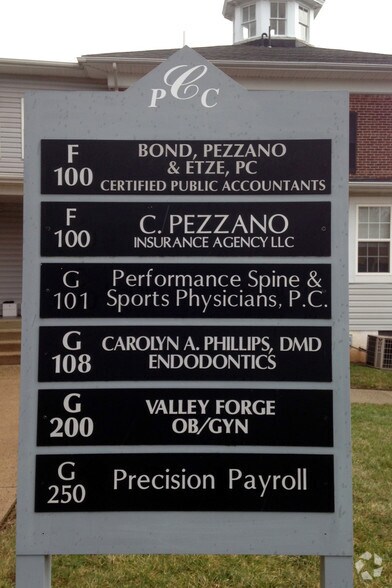 PCC
F
100
BOND, PEZZANO
& ETZE, PC
CERTIFIED PUBLIC ACCOUNTANTS
F
100
C. PEZZANO
INSURANCE AGENCY LLC
G
101
Performance Spine &
Sports Physicians, P.C.
G
108
CAROLYN A. PHILLIPS, DMD
ENDODONTICS
G
200
VALLEY FORGE
OB/GYN
G
250
Precision Payroll